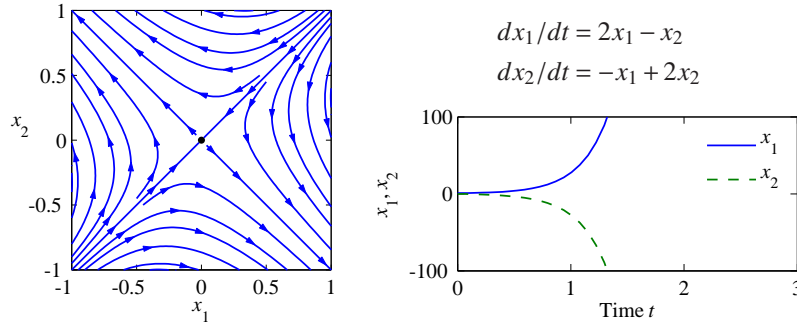 1
0.5
0
-0.5
-1
x2
-1 -0.5 0 0.5 1
x1
dx1/dt = 2x1 − x2
dx2/dt = −x1 + 2x2
100
0
-100
x1, x2
x1
x2
0 1 2 3
Time t